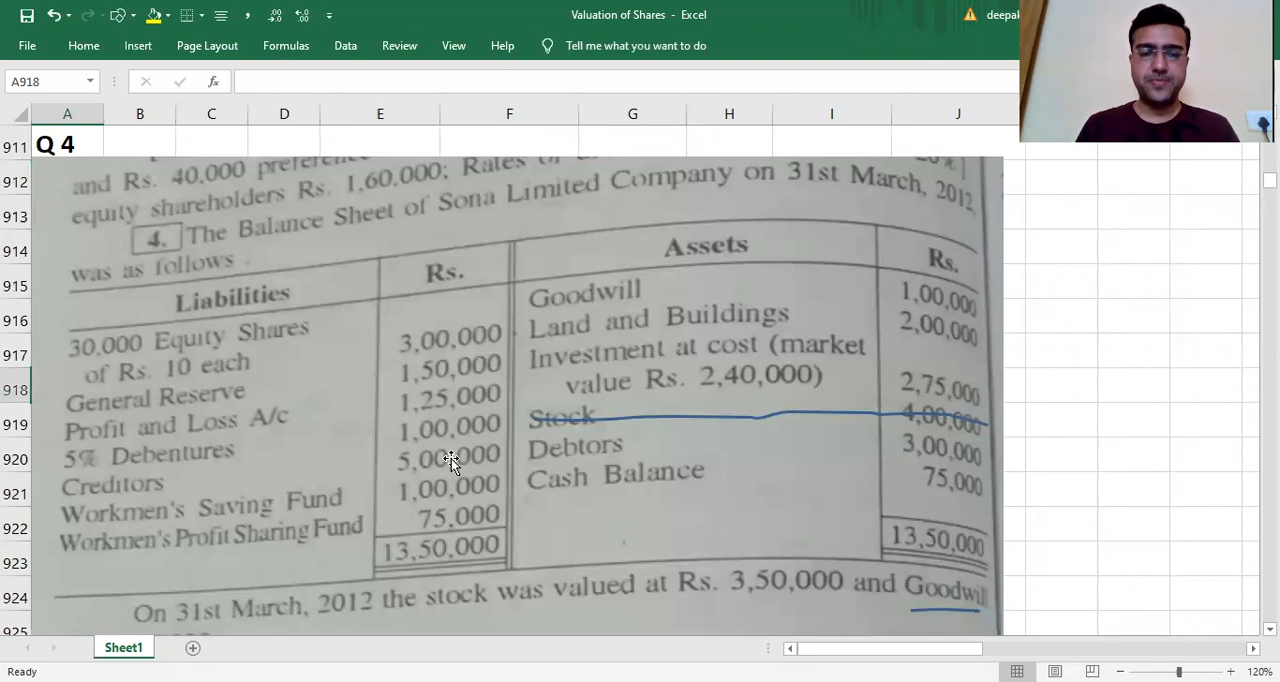 Valuation of Shares - Excel
deepak
File Home Insert Page Layout Formulas Data Review View Help Tell me what you want to do
A918
fx
A B C D E F G H I J
911 Q 4
912
913
914
915
916
917
918
919
920
921
922
923
924
925
and Rs. 40,000 preference
equity shareholders Rs. 1,60,000; Rates of
4. The Balance Sheet of Sona Limited Company on 31st March, 2012
was as follows
Liabilities Rs. Assets Rs.
30,000 Equity Shares
of Rs. 10 each 3,00,000
General Reserve 1,50,000
Profit and Loss A/c 1,25,000
5% Debentures 1,00,000
Creditors 5,00,000
Workmen's Saving Fund 1,00,000
Workmen's Profit Sharing Fund 75,000
13,50,000
Goodwill 1,00,000
Land and Buildings 2,00,000
Investment at cost (market
value Rs. 2,40,000) 2,75,000
Stock 4,00,000
Debtors 3,00,000
Cash Balance 75,000
13,50,000
On 31st March, 2012 the stock was valued at Rs. 3,50,000 and Goodwill
Sheet1
Ready
120%